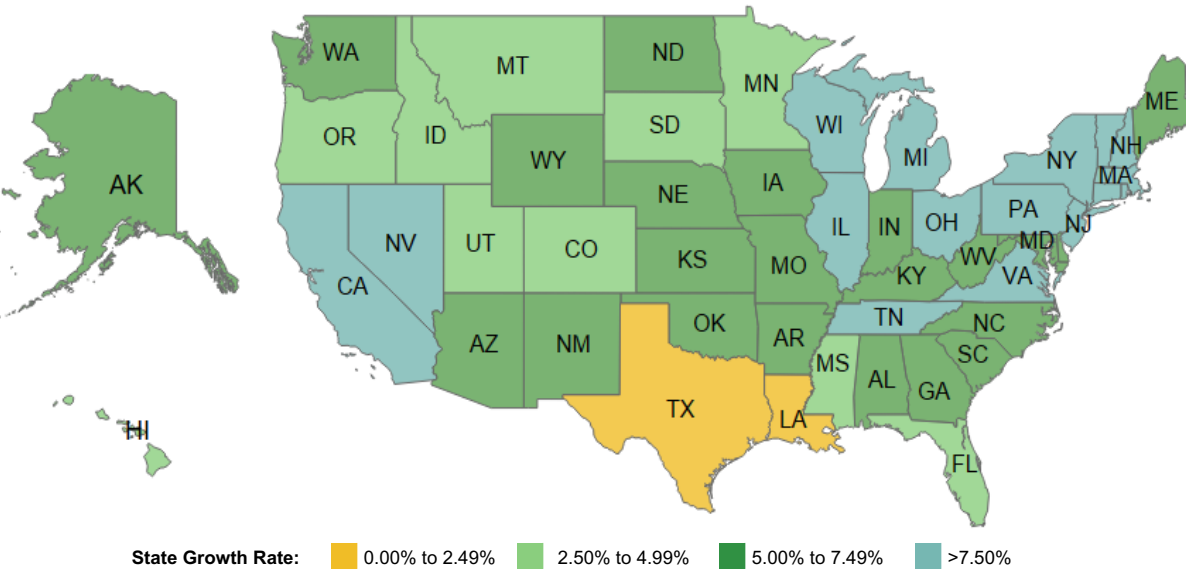 WA
MT
ND
MN
ME
OR
ID
SD
WI
MI
NY
NH
MA
WY
AK
IA
NE
PA
NJ
NV
UT
CO
IL
IN
OH
MD
CA
KS
MO
WV
VA
KY
AZ
NM
OK
AR
TN
NC
SC
MS
AL
GA
TX
LA
HI
FL
State Growth Rate: 0.00% to 2.49% 2.50% to 4.99% 5.00% to 7.49% >7.50%